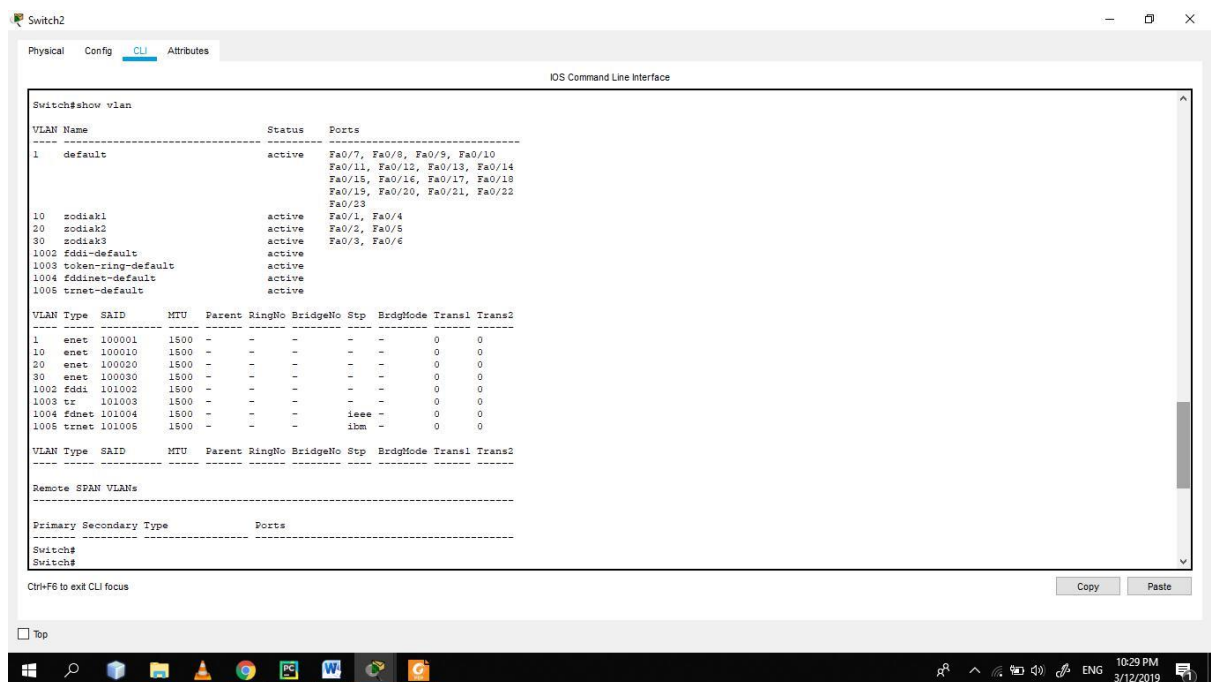 Switch2
Physical Config CLI Attributes
IOS Command Line Interface
Switch#show vlan
VLAN Name Status Ports
---- -------------------------------- --------- -------------------------------
1 default active Fa0/7, Fa0/8, Fa0/9, Fa0/10
Fa0/11, Fa0/12, Fa0/13, Fa0/14
Fa0/15, Fa0/16, Fa0/17, Fa0/18
Fa0/19, Fa0/20, Fa0/21, Fa0/22
Fa0/23
10 zodiak1 active Fa0/1, Fa0/4
20 zodiak2 active Fa0/2, Fa0/5
30 zodiak3 active Fa0/3, Fa0/6
1002 fddi-default active
1003 token-ring-default active
1004 fddinet-default active
1005 trnet-default active
VLAN Type SAID MTU Parent RingNo BridgeNo Stp BrdgMode Trans1 Trans2
---- ----- ---------- ----- ------ ------ -------- ---- -------- ------ ------
1 enet 100001 1500 - - - - - 0 0
10 enet 100010 1500 - - - - - 0 0
20 enet 100020 1500 - - - - - 0 0
30 enet 100030 1500 - - - - - 0 0
1002 fddi 101002 1500 - - - - - 0 0
1003 tr 101003 1500 - - - - - 0 0
1004 fdnet 101004 1500 - - - ieee - 0 0
1005 trnet 101005 1500 - - - ibm - 0 0
VLAN Type SAID MTU Parent RingNo BridgeNo Stp BrdgMode Trans1 Trans2
---- ----- ---------- ----- ------ ------ -------- ---- -------- ------ ------
Remote SPAN VLANs
------------------------------------------------------------------------------
Primary Secondary Type Ports
------- --------- ----------------- ------------------------------------------
Switch#
Switch#
Ctrl+F6 to exit CLI focus
Copy Paste
Top
ENG 10:29 PM
3/12/2019